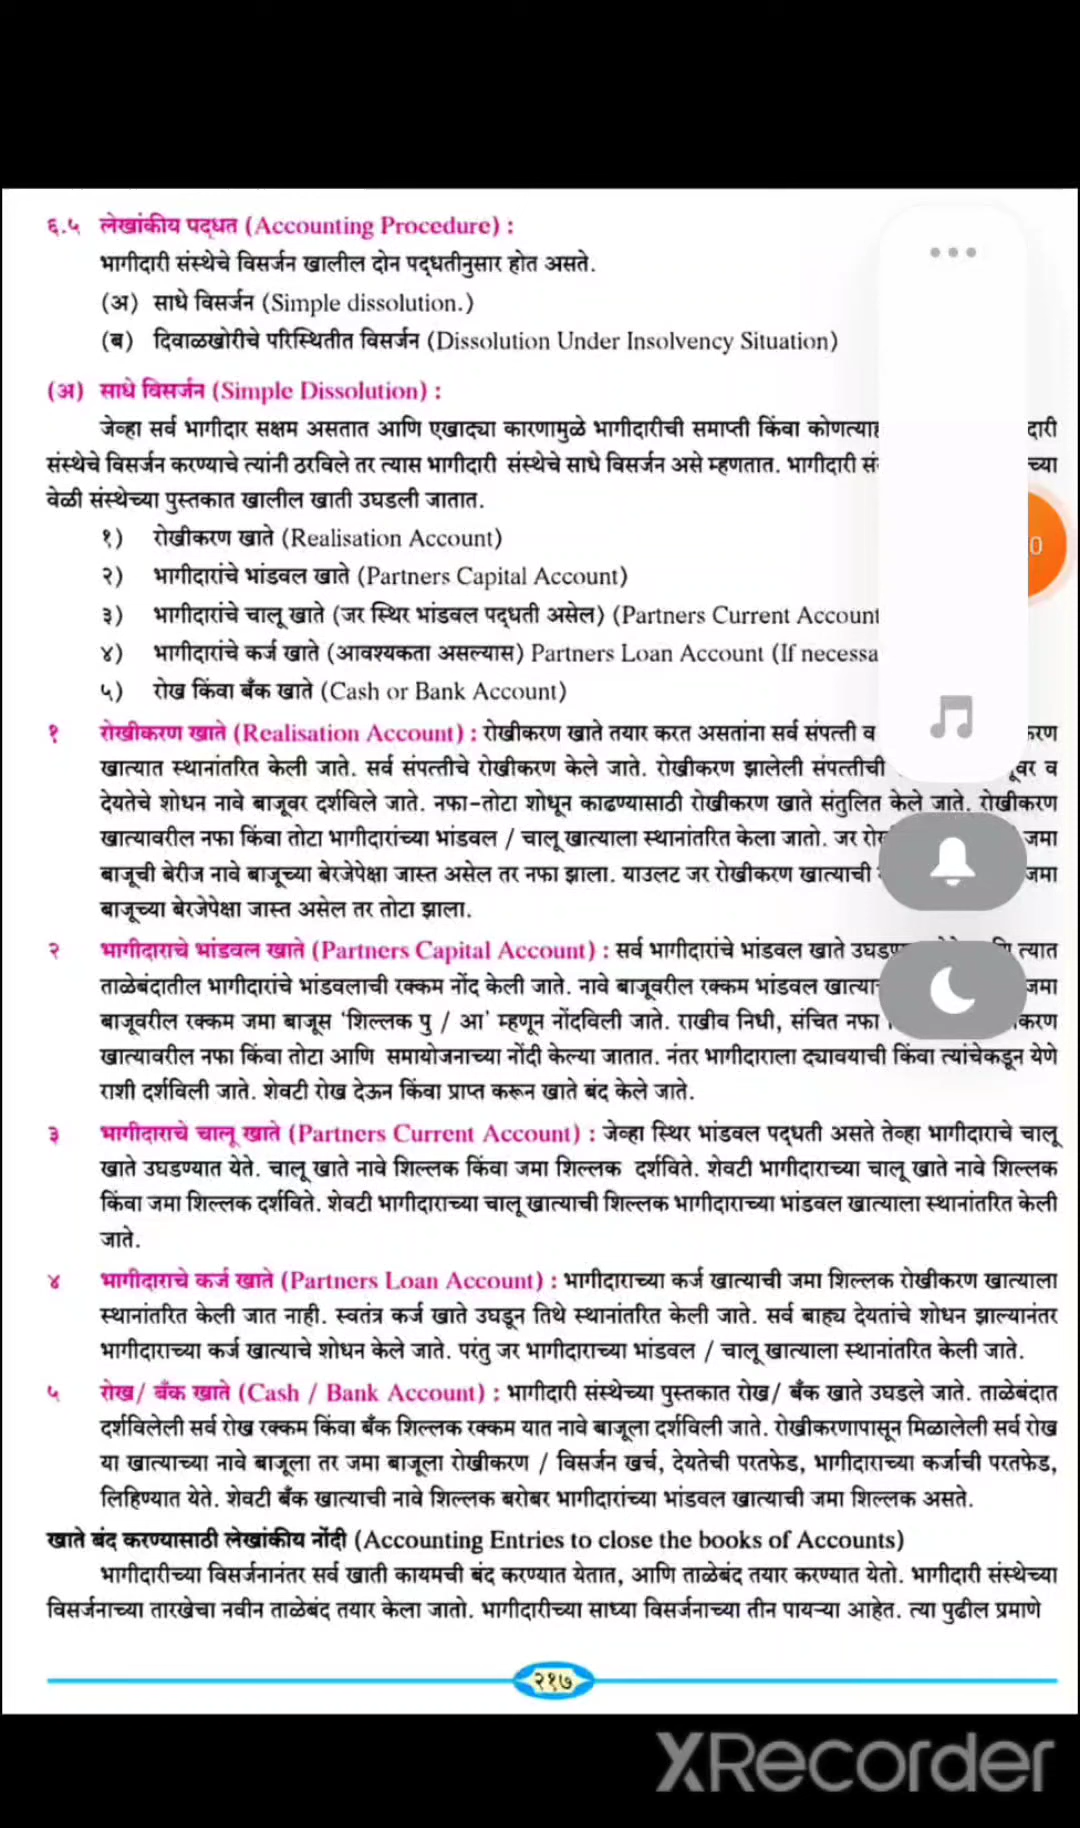 ६.५ लेखांकीय पद्धत (Accounting Procedure) :
भागीदारी संस्थेचे विसर्जन खालील दोन पद्धतीनुसार होत असते.
(अ) साधे विसर्जन (Simple dissolution.)
(ब) दिवाळखोरीचे परिस्थितीत विसर्जन (Dissolution Under Insolvency Situation)
(अ) साधे विसर्जन (Simple Dissolution) :
जेव्हा सर्व भागीदार सक्षम असतात आणि एखाद्या कारणामुळे भागीदारीची समाप्ती किंवा
संस्थेचे विसर्जन करण्याचे त्यांनी ठरविले तर त्यास भागीदारी संस्थेचे साधे विसर्जन असे म्हणतात. भागीदारी
वेळी संस्थेच्या पुस्तकात खालील खाती उघडली जातात.
१) रोखीकरण खाते (Realisation Account)
२) भागीदारांचे भांडवल खाते (Partners Capital Account)
३) भागीदारांचे चालू खाते (जर स्थिर भांडवल पद्धती असेल) (Partners Current Account
४) भागीदारांचे कर्ज खाते (आवश्यकता असल्यास) Partners Loan Account (If
५) रोख किंवा बँक खाते (Cash or Bank Account)
१ रोखीकरण खाते (Realisation Account) : रोखीकरण खाते तयार करत असतांना सर्व संपत्ती व
खात्यात स्थानांतरित केली जाते. सर्व संपत्तीचे रोखीकरण केले जाते. रोखीकरण झालेली संपत्तीची व
देयतेचे शोधन नावे बाजूवर दर्शविले जाते. नफा-तोटा शोधून काढण्यासाठी रोखीकरण खाते संतुलित केले जाते. रोखीकरण
खात्यावरील नफा किंवा तोटा भागीदारांच्या भांडवल / चालू खात्याला स्थानांतरित केला जातो. जर जमा
बाजूची बेरीज नावे बाजूच्या बेरजेपेक्षा जास्त असेल तर नफा झाला. याउलट जर रोखीकरण खात्याची जमा
बाजूच्या बेरजेपेक्षा जास्त असेल तर तोटा झाला.
२ भागीदाराचे भांडवल खाते (Partners Capital Account) : सर्व भागीदारांचे भांडवल खाते त्यात
ताळेबंदातील भागीदारांचे भांडवलाची रक्कम नोंद केली जाते. नावे बाजूवरील रक्कम भांडवल जमा
बाजूवरील रक्कम जमा बाजूस ‘शिल्लक पु / आ’ म्हणून नोंदविली जाते. राखीव निधी, संचित नफा
खात्यावरील नफा किंवा तोटा आणि समायोजनाच्या नोंदी केल्या जातात. नंतर भागीदाराला द्यावयाची किंवा त्यांचेकडून येणे
राशी दर्शविली जाते. शेवटी रोख देऊन किंवा प्राप्त करून खाते बंद केले जाते.
३ भागीदाराचे चालू खाते (Partners Current Account) : जेव्हा स्थिर भांडवल पद्धती असते तेव्हा भागीदाराचे चालू
खाते उघडण्यात येते. चालू खाते नावे शिल्लक किंवा जमा शिल्लक दर्शविते. शेवटी भागीदाराच्या चालू खाते नावे शिल्लक
किंवा जमा शिल्लक दर्शविते. शेवटी भागीदाराच्या चालू खात्याची शिल्लक भागीदाराच्या भांडवल खात्याला स्थानांतरित केली
जाते.
४ भागीदाराचे कर्ज खाते (Partners Loan Account) : भागीदाराच्या कर्ज खात्याची जमा शिल्लक रोखीकरण खात्याला
स्थानांतरित केली जात नाही. स्वतंत्र कर्ज खाते उघडून तिथे स्थानांतरित केली जाते. सर्व बाह्य देयतांचे शोधन झाल्यानंतर
भागीदाराच्या कर्ज खात्याचे शोधन केले जाते. परंतु जर भागीदाराच्या भांडवल / चालू खात्याला स्थानांतरित केली जाते.
५ रोख/ बँक खाते (Cash / Bank Account) : भागीदारी संस्थेच्या पुस्तकात रोख/ बँक खाते उघडले जाते. ताळेबंदात
दर्शविलेली सर्व रोख रक्कम किंवा बँक शिल्लक रक्कम यात नावे बाजूला दर्शविली जाते. रोखीकरणापासून मिळालेली सर्व रोख
या खात्याच्या नावे बाजूला तर जमा बाजूला रोखीकरण / विसर्जन खर्च, देयतेची परतफेड, भागीदाराच्या कर्जाची परतफेड,
लिहिण्यात येते. शेवटी बँक खात्याची नावे शिल्लक बरोबर भागीदारांच्या भांडवल खात्याची जमा शिल्लक असते.
खाते बंद करण्यासाठी लेखांकीय नोंदी (Accounting Entries to close the books of Accounts)
भागीदारीच्या विसर्जनानंतर सर्व खाती कायमची बंद करण्यात येतात, आणि ताळेबंद तयार करण्यात येतो. भागीदारी संस्थेच्या
विसर्जनाच्या तारखेचा नवीन ताळेबंद तयार केला जातो. भागीदारीच्या साध्या विसर्जनाच्या तीन पायऱ्या आहेत. त्या पुढील प्रमाणे
२१७
XRecorder